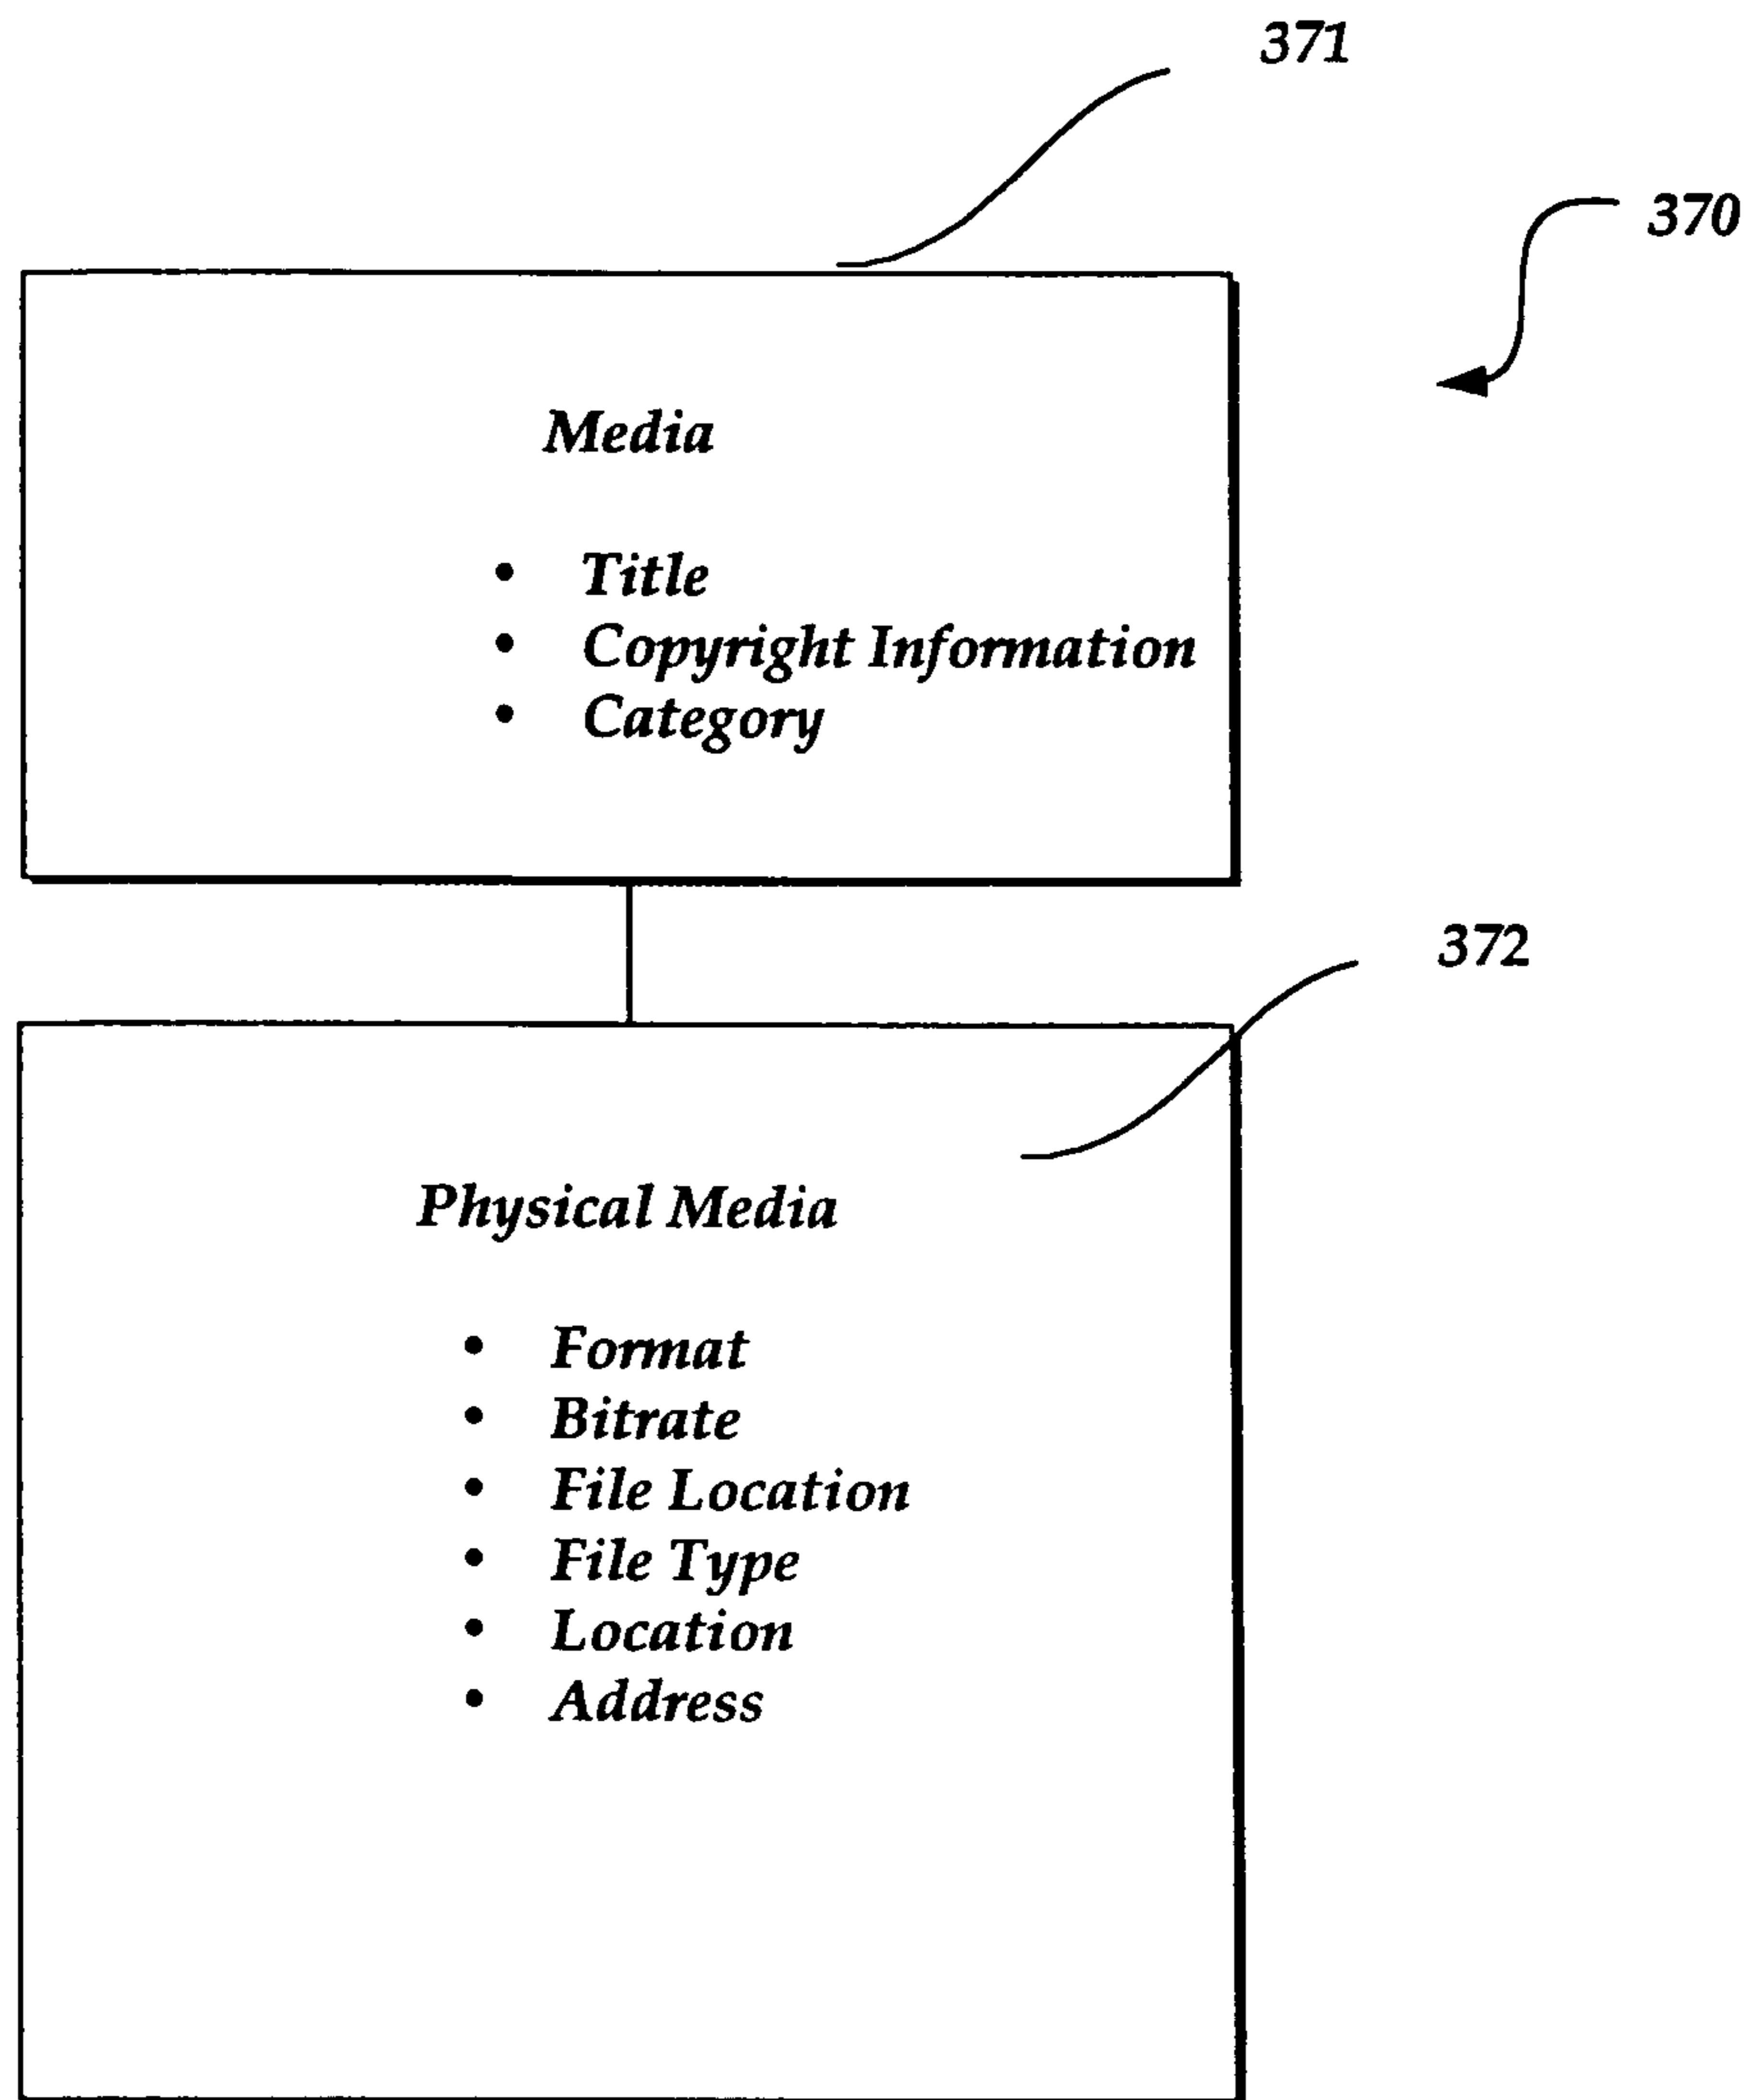 371
370
Media
• Title
• Copyright Information
• Category
372
Physical Media
• Format
• Bitrate
• File Location
• File Type
• Location
• Address